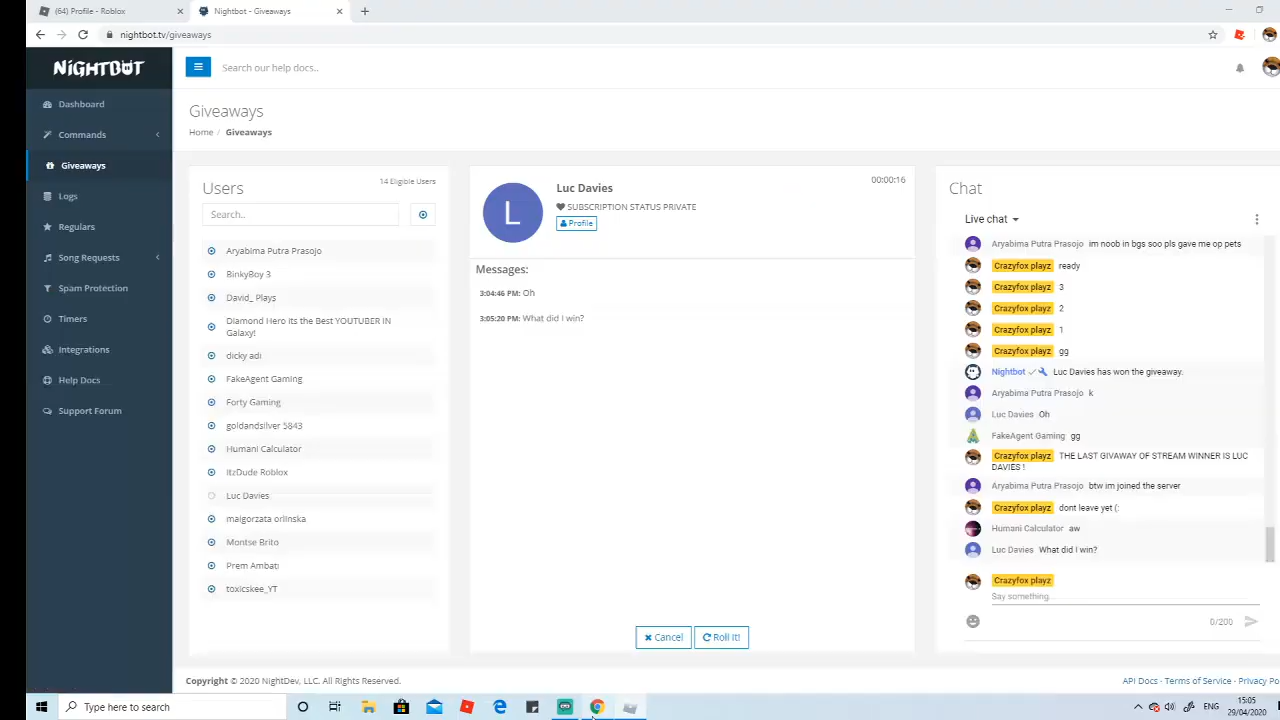 (64) Profile - Roblox
Nightbot - Giveaways
nightbot.tv/giveaways
NIGHTBOT
Search our help docs..
Dashboard
Commands
Giveaways
Logs
Regulars
Song Requests
Spam Protection
Timers
Integrations
Help Docs
Support Forum
Giveaways
Home / Giveaways
Users
14 Eligible Users
Search..
Aryabima Putra Prasojo
BinkyBoy 3
David_ Plays
Diamond Hero Its the Best YOUTUBER IN
Galaxy!
dicky adi
FakeAgent Gaming
Forty Gaming
goldandsilver 5843
Humani Calculator
ItzDude Roblox
Luc Davies
malgorzata orlinska
Montse Brito
Prem Ambati
toxicskee_YT
L
Luc Davies
00:00:16
SUBSCRIPTION STATUS PRIVATE
Profile
Messages:
3:04:46 PM: Oh
3:05:20 PM: What did I win?
Cancel
Roll It!
Chat
Live chat
Aryabima Putra Prasojo im noob in bgs soo pls gave me op pets
Crazyfox playz ready
Crazyfox playz 3
Crazyfox playz 2
Crazyfox playz 1
Crazyfox playz gg
Nightbot Luc Davies has won the giveaway.
Aryabima Putra Prasojo k
Luc Davies Oh
FakeAgent Gaming gg
Crazyfox playz THE LAST GIVAWAY OF STREAM WINNER IS LUC
DAVIES !
Aryabima Putra Prasojo btw im joined the server
Crazyfox playz dont leave yet (:
Humani Calculator aw
Luc Davies What did I win?
Crazyfox playz
Say something...
0/200
Copyright © 2020 NightDev, LLC. All Rights Reserved.
API Docs - Terms of Service - Privacy Po
Type here to search
ENG
15:05
29/04/2020